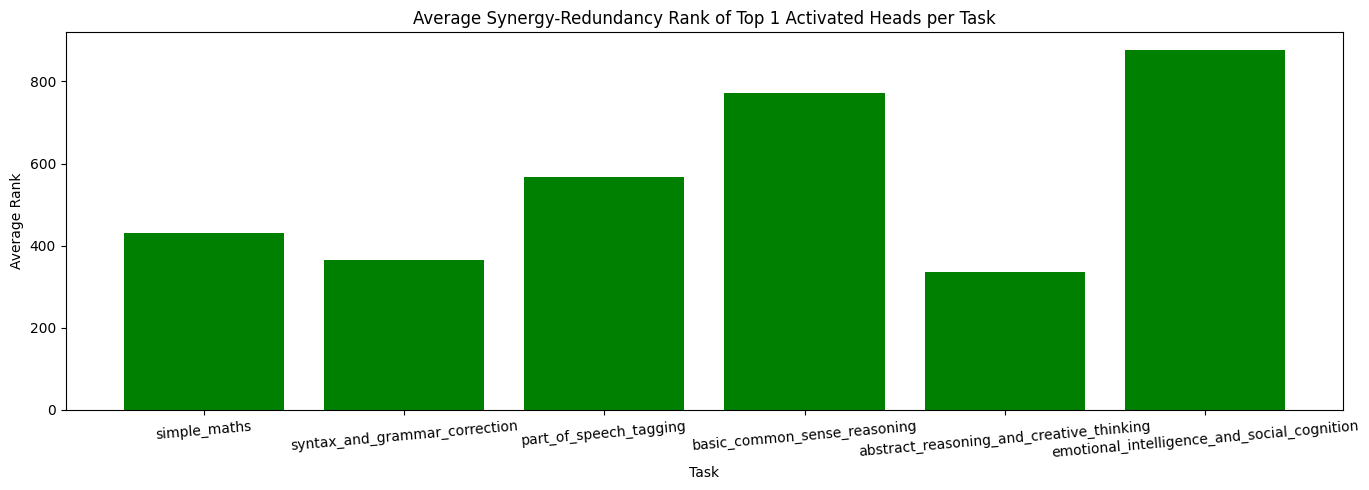 Average Synergy-Redundancy Rank of Top 1 Activated Heads per Task
Average Rank
800
600
400
200
0
simple_maths
syntax_and_grammar_correction
part_of_speech_tagging
basic_common_sense_reasoning
abstract_reasoning_and_creative_thinking
emotional_intelligence_and_social_cognition
Task